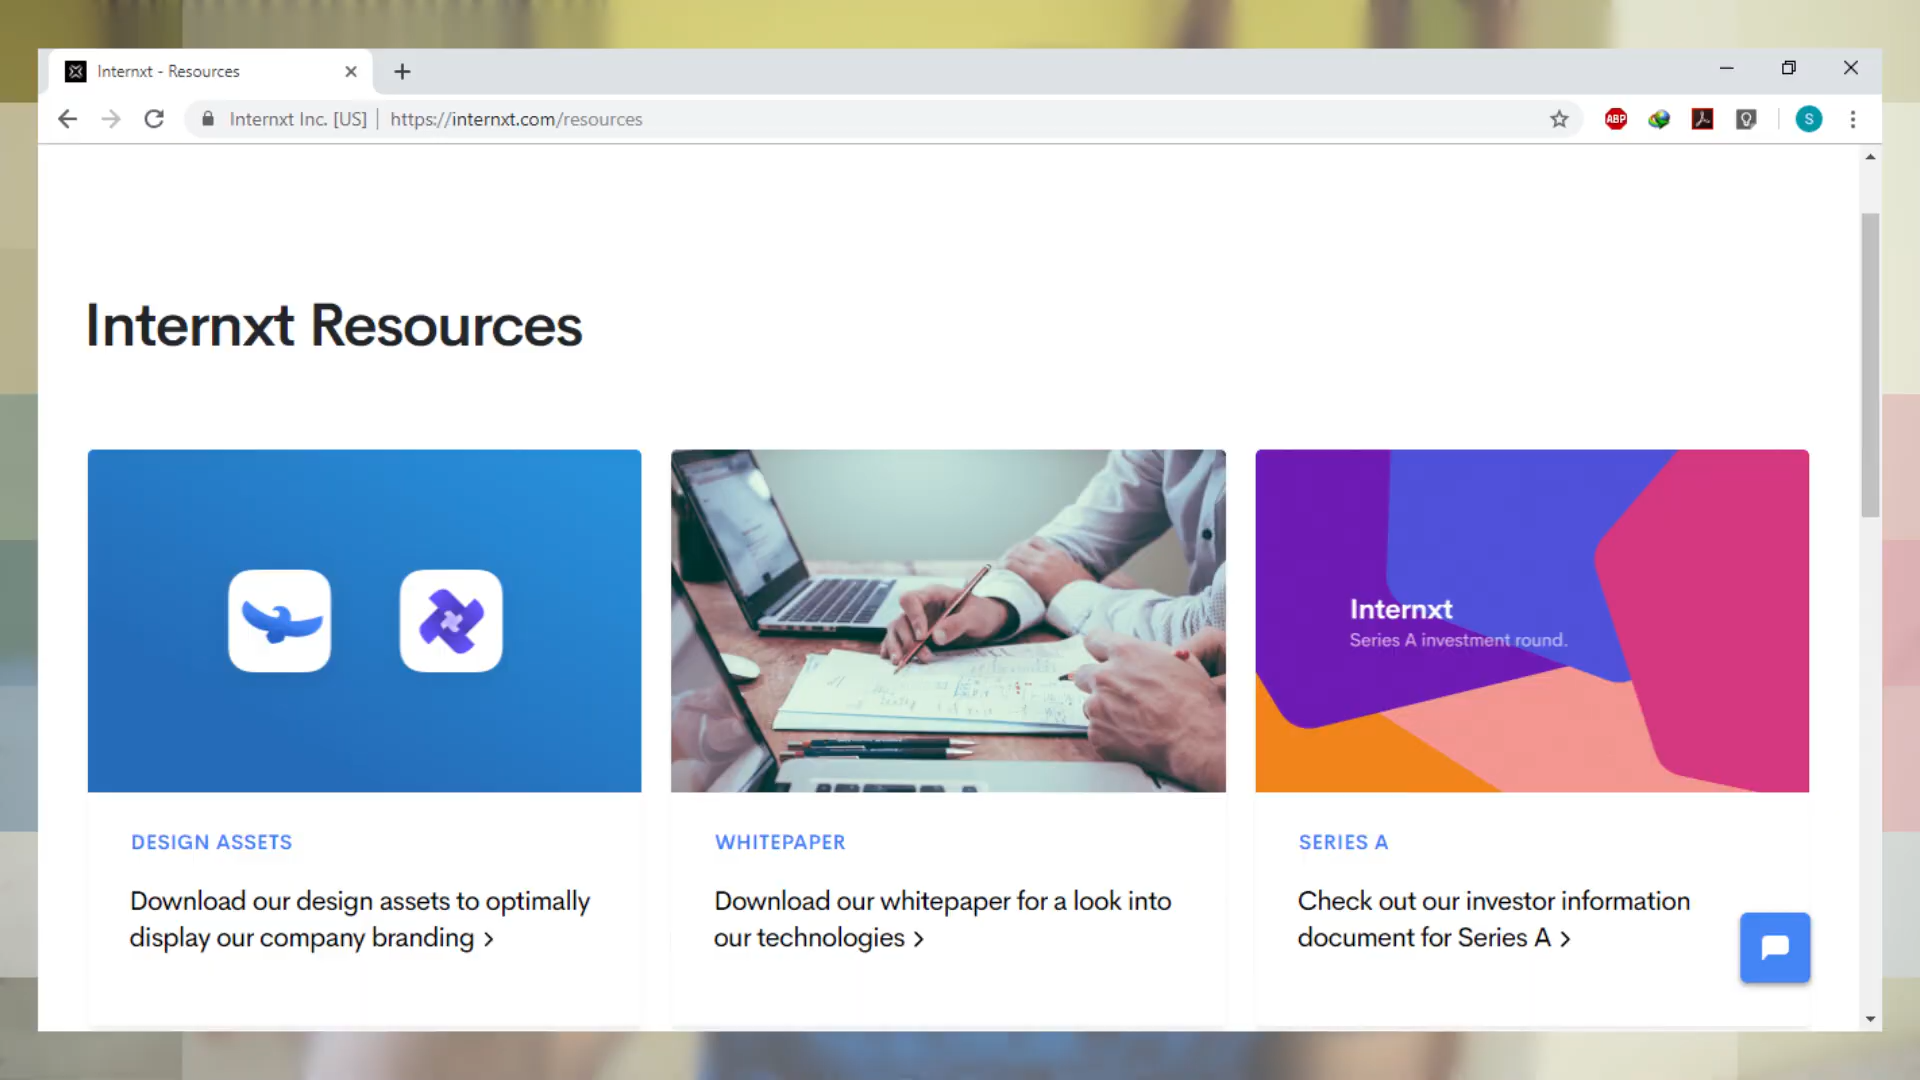 Internxt - Resources
Internxt Inc. [US] https://internxt.com/resources
ABP
S
Internxt Resources
Internxt
Series A investment round.
DESIGN ASSETS
Download our design assets to optimally
display our company branding >
WHITEPAPER
Download our whitepaper for a look into
our technologies >
SERIES A
Check out our investor information
document for Series A >